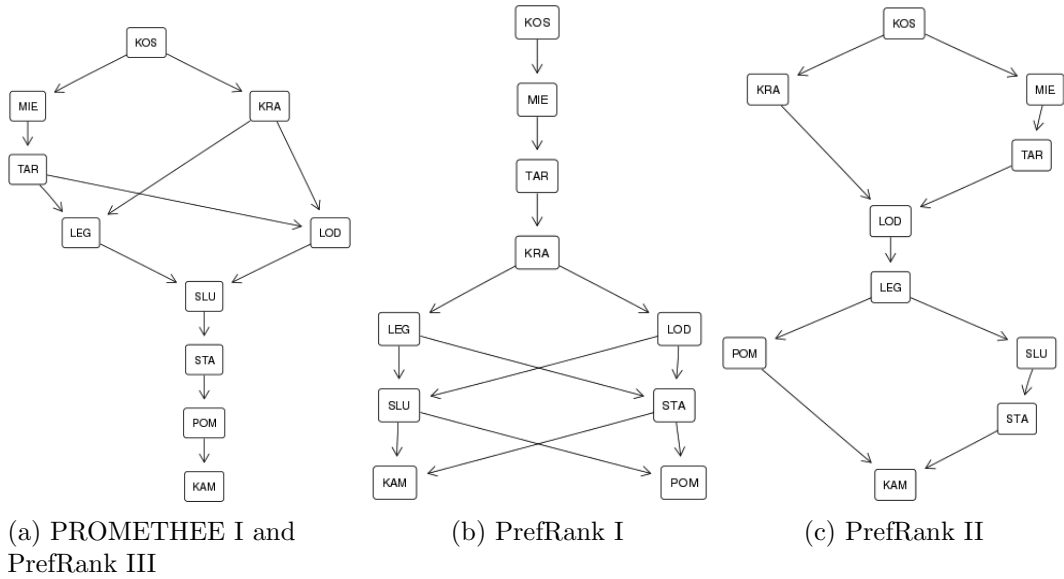 KOS
MIE
KRA
TAR
LEG
LOD
SLU
STA
POM
KAM
(a) PROMETHEE I and
PrefRank III
KOS
MIE
TAR
KRA
LEG
LOD
SLU
STA
KAM
POM
(b) PrefRank I
KOS
KRA
MIE
TAR
LOD
LEG
POM
SLU
STA
KAM
(c) PrefRank II